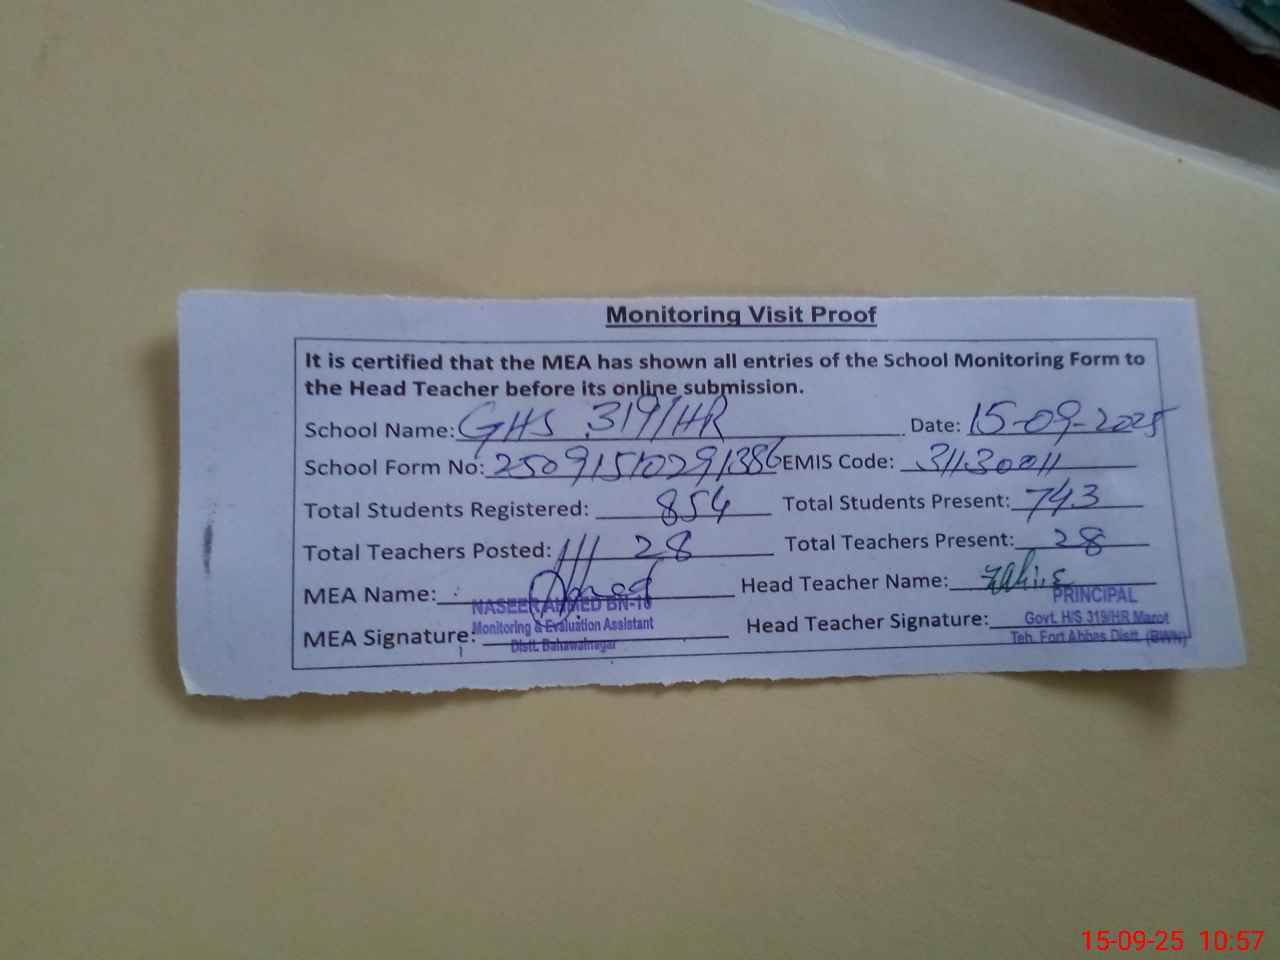 Monitoring Visit Proof
It is certified that the MEA has shown all entries of the School Monitoring Form to
the Head Teacher before its online submission.
School Name: GHS 319/HR Date: 15-09-2025
School Form No: 25091510291386 EMIS Code: 31130011
Total Students Registered: 854 Total Students Present: 743
Total Teachers Posted: 28 Total Teachers Present: 28
MEA Name: Head Teacher Name:
NASEER AHMED BN-16 PRINCIPAL
Monitoring & Evaluation Assistant Govt. H/S 319/HR Marot
MEA Signature: Head Teacher Signature:
Distt. Bahawalnagar Teh. Fort Abbas Distt. (BWN)
15-09-25 10:57